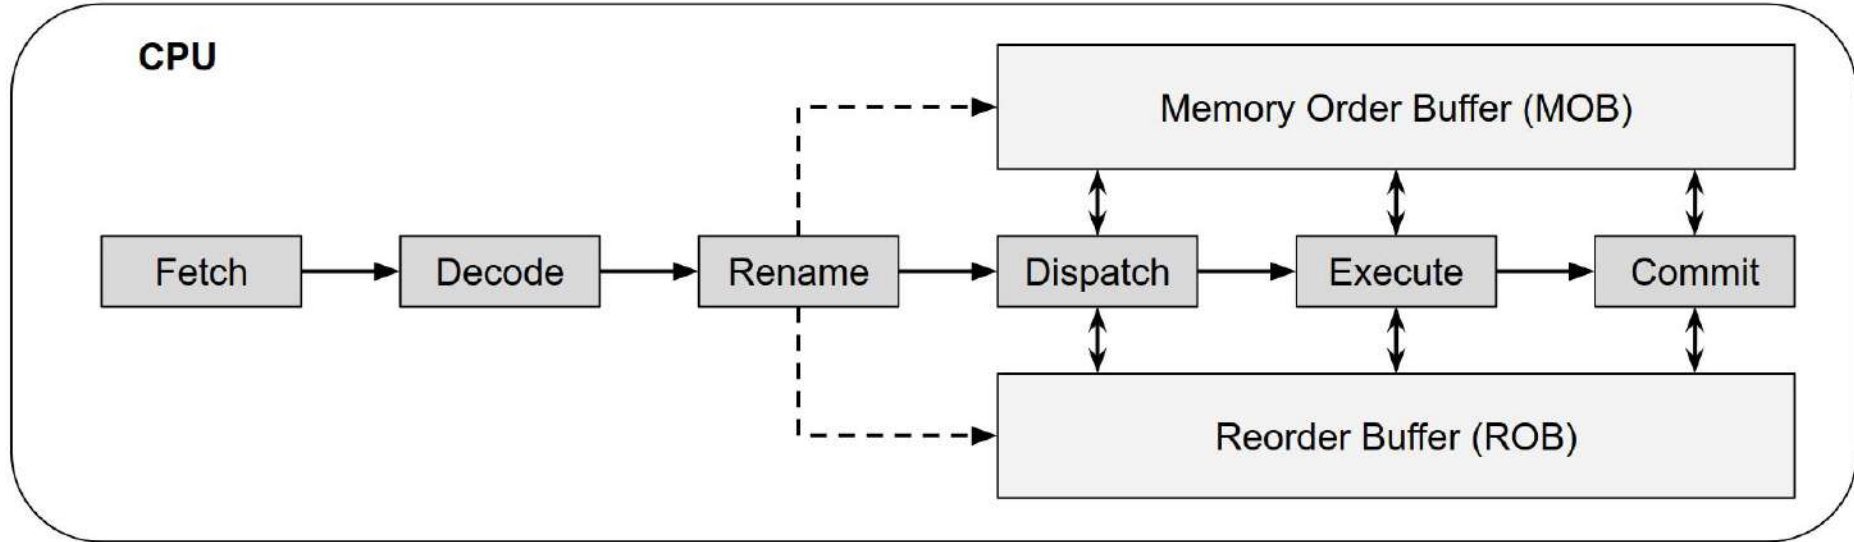 CPU
Memory Order Buffer (MOB)
Fetch
Decode
Rename
Dispatch
Execute
Commit
Reorder Buffer (ROB)